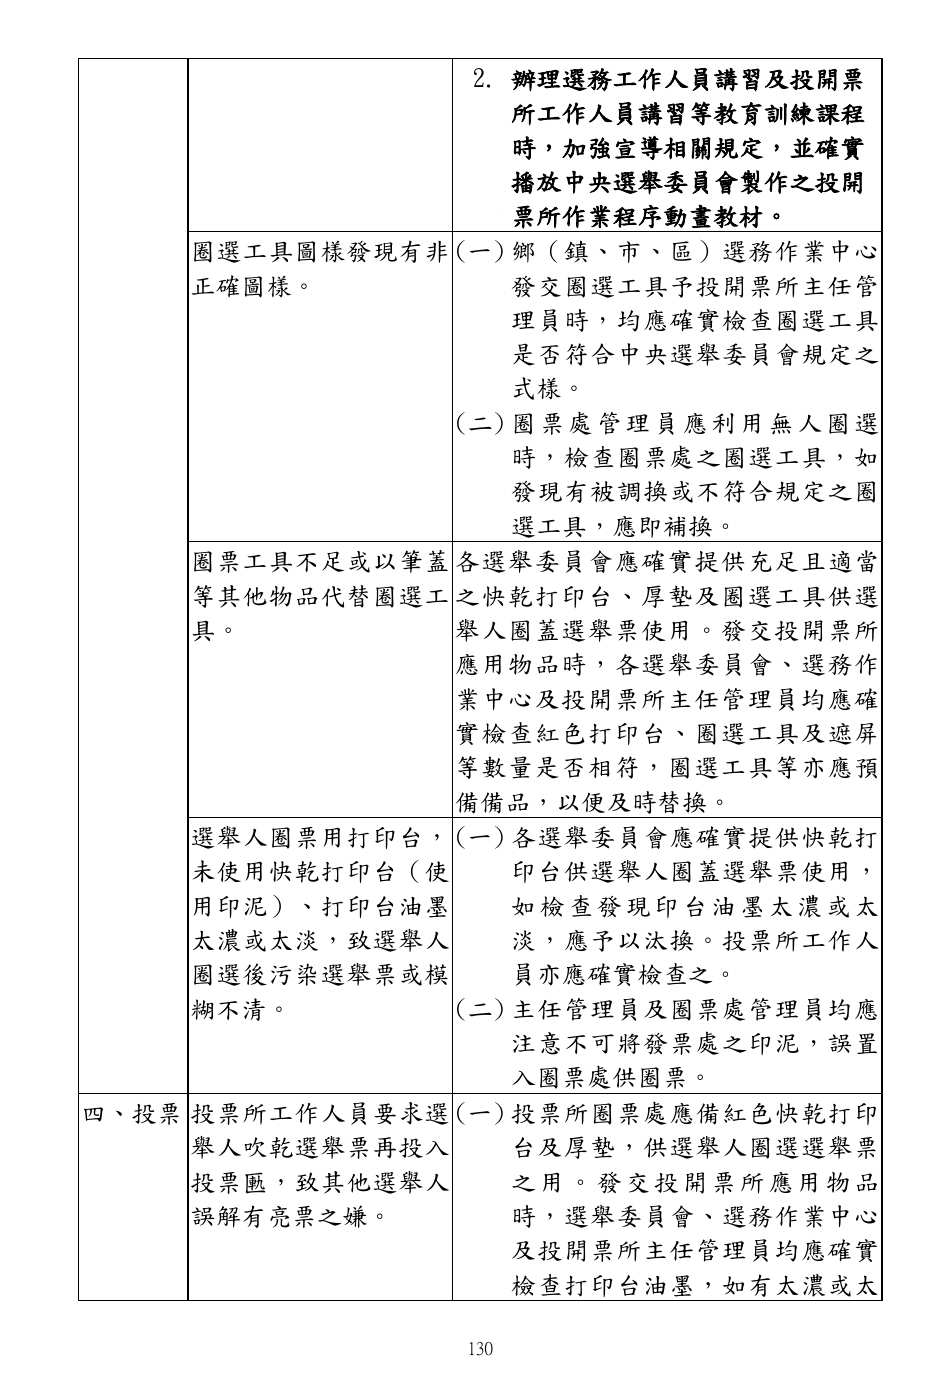 2. 辦理選務工作人員講習及投開票
所工作人員講習等教育訓練課程
時，加強宣導相關規定，並確實
播放中央選舉委員會製作之投開
票所作業程序動畫教材。
圈選工具圖樣發現有非
正確圖樣。
(一)鄉（鎮、市、區）選務作業中心
發交圈選工具予投開票所主任管
理員時，均應確實檢查圈選工具
是否符合中央選舉委員會規定之
式樣。
(二)圈票處管理員應利用無人圈選
時，檢查圈票處之圈選工具，如
發現有被調換或不符合規定之圈
選工具，應即補換。
圈票工具不足或以筆蓋
等其他物品代替圈選工
具。
各選舉委員會應確實提供充足且適當
之快乾打印台、厚墊及圈選工具供選
舉人圈蓋選舉票使用。發交投開票所
應用物品時，各選舉委員會、選務作
業中心及投開票所主任管理員均應確
實檢查紅色打印台、圈選工具及遮屏
等數量是否相符，圈選工具等亦應預
備備品，以便及時替換。
選舉人圈票用打印台，
未使用快乾打印台（使
用印泥）、打印台油墨
太濃或太淡，致選舉人
圈選後污染選舉票或模
糊不清。
(一)各選舉委員會應確實提供快乾打
印台供選舉人圈蓋選舉票使用，
如檢查發現印台油墨太濃或太
淡，應予以汰換。投票所工作人
員亦應確實檢查之。
(二)主任管理員及圈票處管理員均應
注意不可將發票處之印泥，誤置
入圈票處供圈票。
四、投票
投票所工作人員要求選
舉人吹乾選舉票再投入
投票匭，致其他選舉人
誤解有亮票之嫌。
(一)投票所圈票處應備紅色快乾打印
台及厚墊，供選舉人圈選選舉票
之用。發交投開票所應用物品
時，選舉委員會、選務作業中心
及投開票所主任管理員均應確實
檢查打印台油墨，如有太濃或太
130